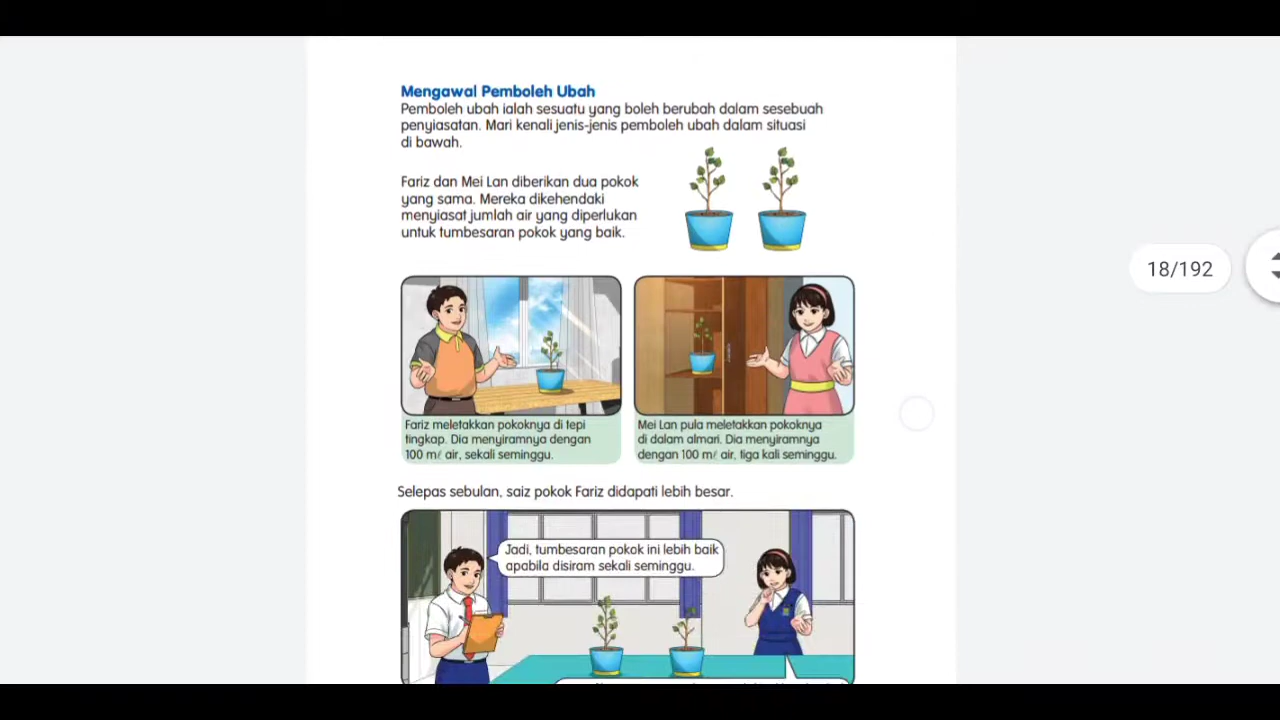 Mengawal Pemboleh Ubah
Pemboleh ubah ialah sesuatu yang boleh berubah dalam sesebuah
penyiasatan. Mari kenali jenis-jenis pemboleh ubah dalam situasi
di bawah.
Fariz dan Mei Lan diberikan dua pokok
yang sama. Mereka dikehendaki
menyiasat jumlah air yang diperlukan
untuk tumbesaran pokok yang baik.
18/192
Fariz meletakkan pokoknya di tepi
tingkap. Dia menyiramnya dengan
100 mℓ air, sekali seminggu.
Mei Lan pula meletakkan pokoknya
di dalam almari. Dia menyiramnya
dengan 100 mℓ air, tiga kali seminggu.
Selepas sebulan, saiz pokok Fariz didapati lebih besar.
Jadi, tumbesaran pokok ini lebih baik
apabila disiram sekali seminggu.